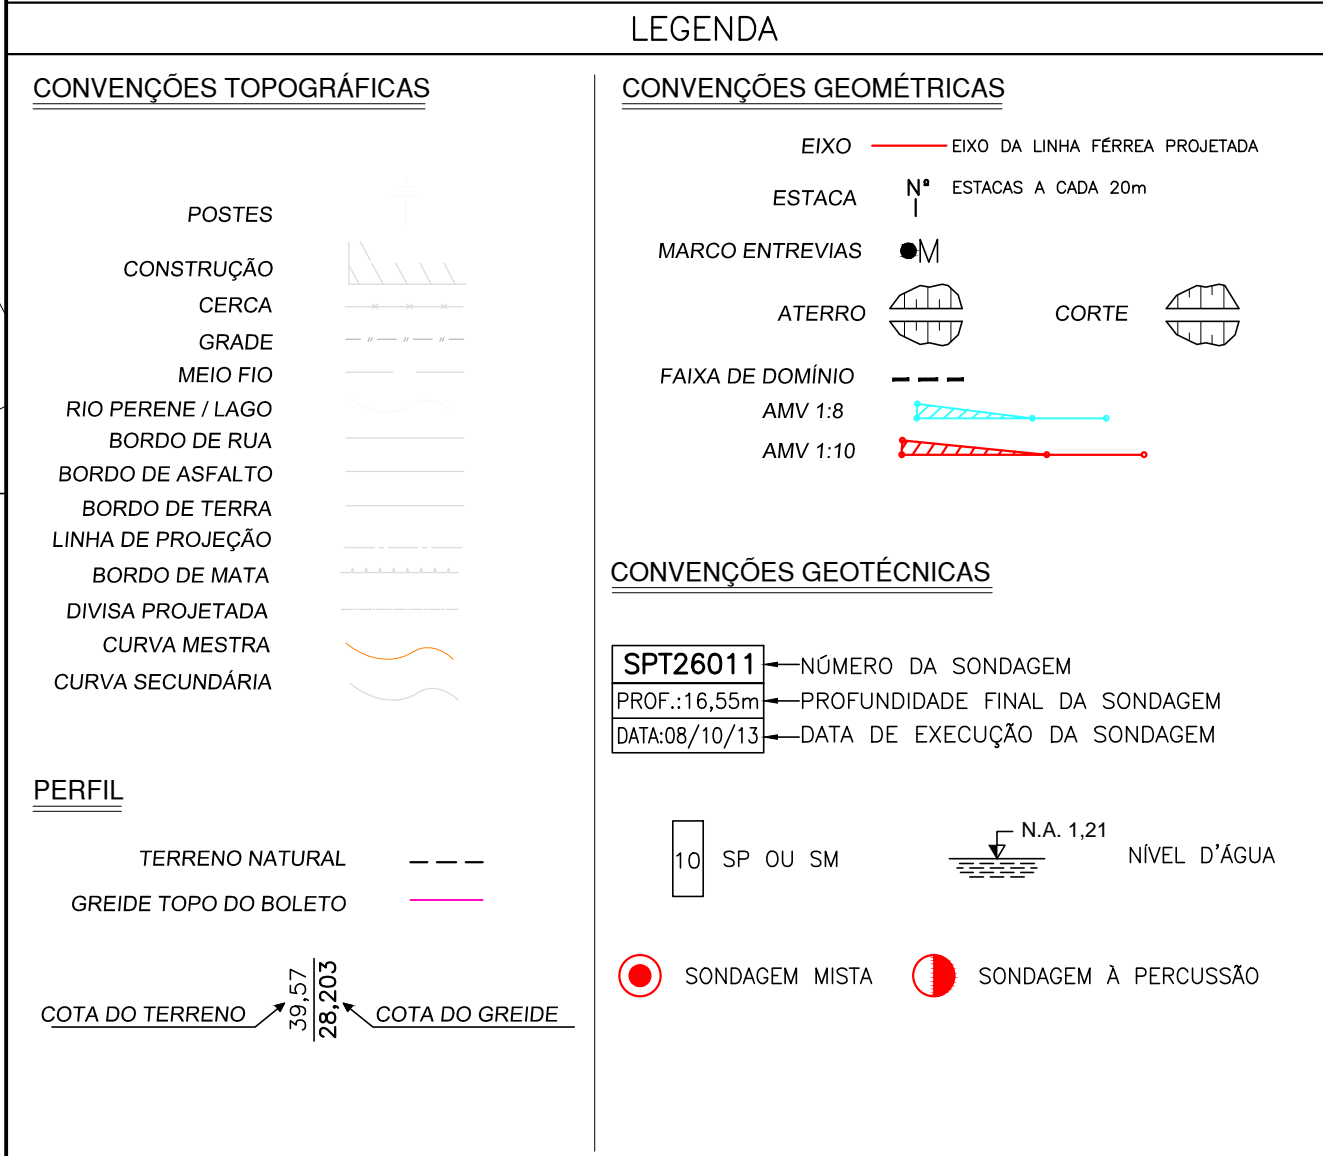 LEGENDA
CONVENÇÕES TOPOGRÁFICAS
POSTES
CONSTRUÇÃO
CERCA
GRADE
MEIO FIO
RIO PERENE / LAGO
BORDO DE RUA
BORDO DE ASFALTO
BORDO DE TERRA
LINHA DE PROJEÇÃO
BORDO DE MATA
DIVISA PROJETADA
CURVA MESTRA
CURVA SECUNDÁRIA
PERFIL
TERRENO NATURAL
GREIDE TOPO DO BOLETO
COTA DO TERRENO
39,57
28,203
COTA DO GREIDE
CONVENÇÕES GEOMÉTRICAS
EIXO EIXO DA LINHA FÉRREA PROJETADA
ESTACA Nº ESTACAS A CADA 20m
MARCO ENTREVIAS M
ATERRO CORTE
FAIXA DE DOMÍNIO
AMV 1:8
AMV 1:10
CONVENÇÕES GEOTÉCNICAS
SPT26011 NÚMERO DA SONDAGEM
PROF.:16,55m PROFUNDIDADE FINAL DA SONDAGEM
DATA:08/10/13 DATA DE EXECUÇÃO DA SONDAGEM
10 SP OU SM
N.A. 1,21
NÍVEL D'ÁGUA
SONDAGEM MISTA
SONDAGEM À PERCUSSÃO